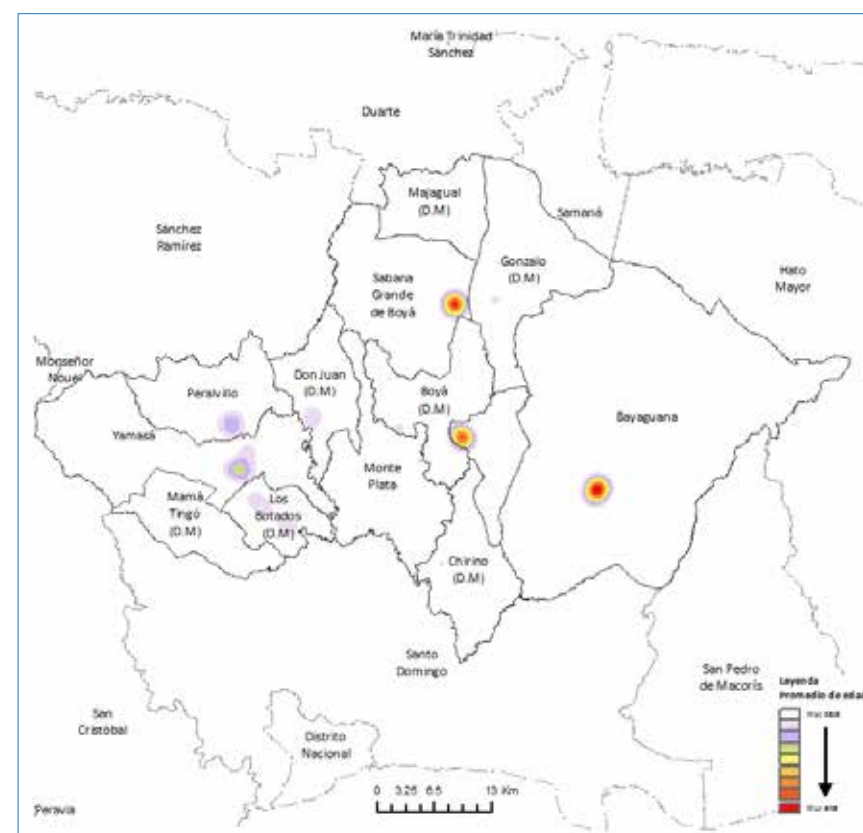 María Trinidad
Sánchez
Duarte
Majagual
(D.M)
Samaná
Sánchez
Ramírez
Gonzalo
(D.M)
Hato
Mayor
Sabana
Grande
de Boyá
Monseñor
Nouel
Don Juan
(D.M)
Peralvillo
Boyá
(D.M)
Bayaguana
Yamasá
Monte
Plata
Mamá
Tingó
(D.M)
Los
Botados
(D.M)
Chirino
(D.M)
Santo
Domingo
San Pedro
de Macorís
San
Cristóbal
Distrito
Nacional
Peravia
0 3.25 6.5 13 Km
Leyenda
Promedio de edad